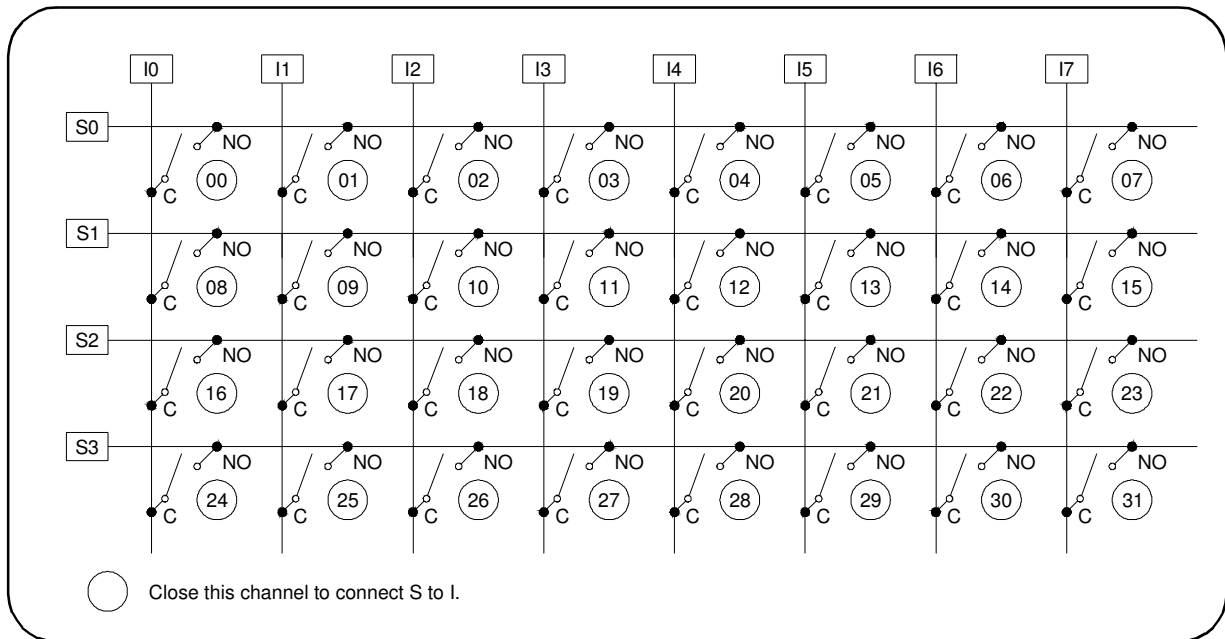 I0 I1 I2 I3 I4 I5 I6 I7
S0
NO NO NO NO NO NO NO NO
00 01 02 03 04 05 06 07
C C C C C C C C
S1
NO NO NO NO NO NO NO NO
08 09 10 11 12 13 14 15
C C C C C C C C
S2
NO NO NO NO NO NO NO NO
16 17 18 19 20 21 22 23
C C C C C C C C
S3
NO NO NO NO NO NO NO NO
24 25 26 27 28 29 30 31
C C C C C C C C
Close this channel to connect S to I.